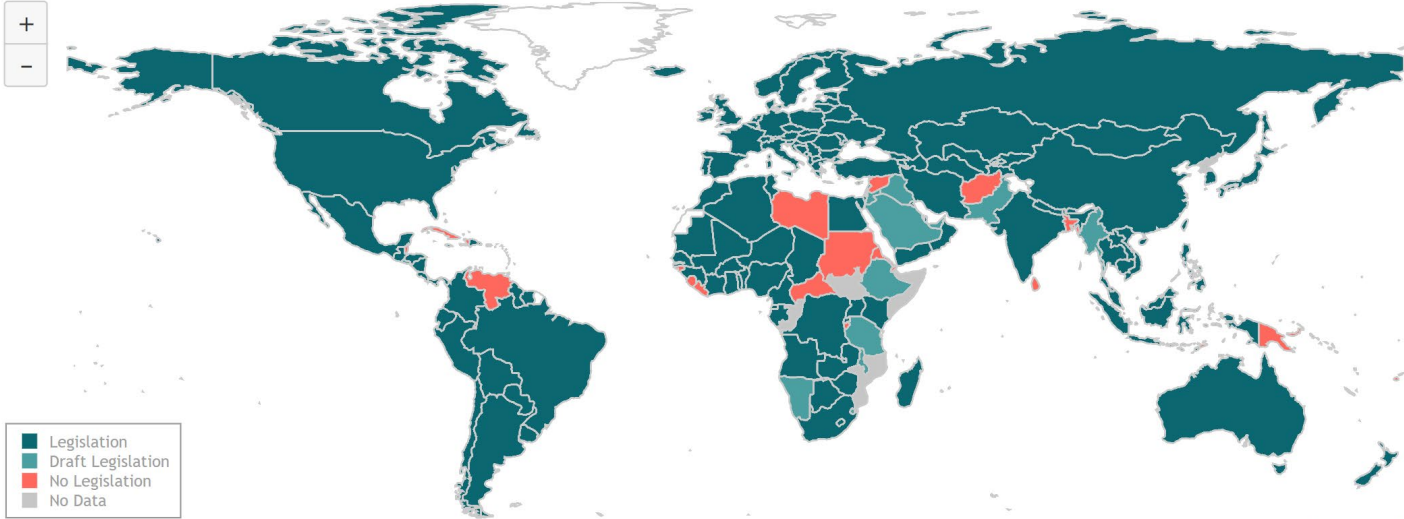 +
−
Legislation
Draft Legislation
No Legislation
No Data